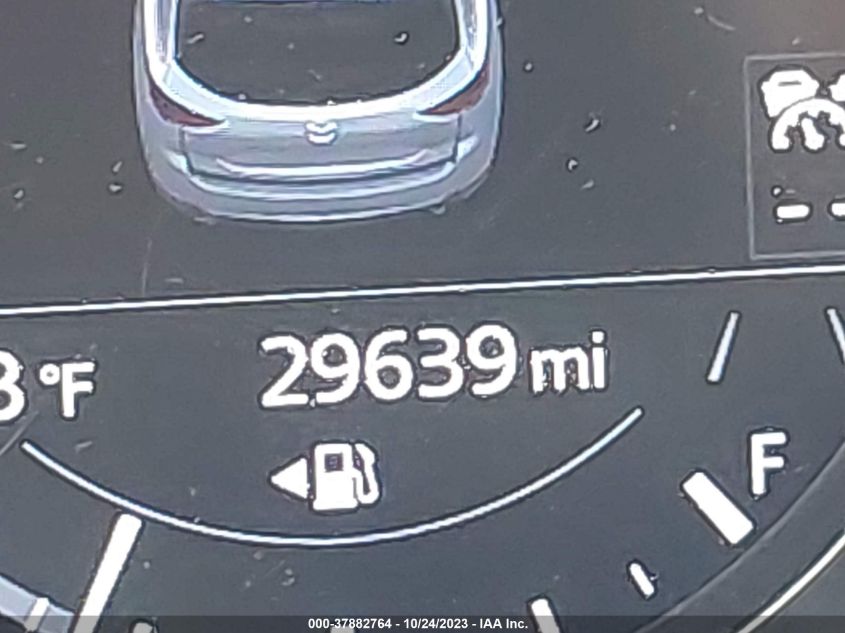 29639 mi
°F
F
000-37882764 - 10/24/2023 - IAA Inc.